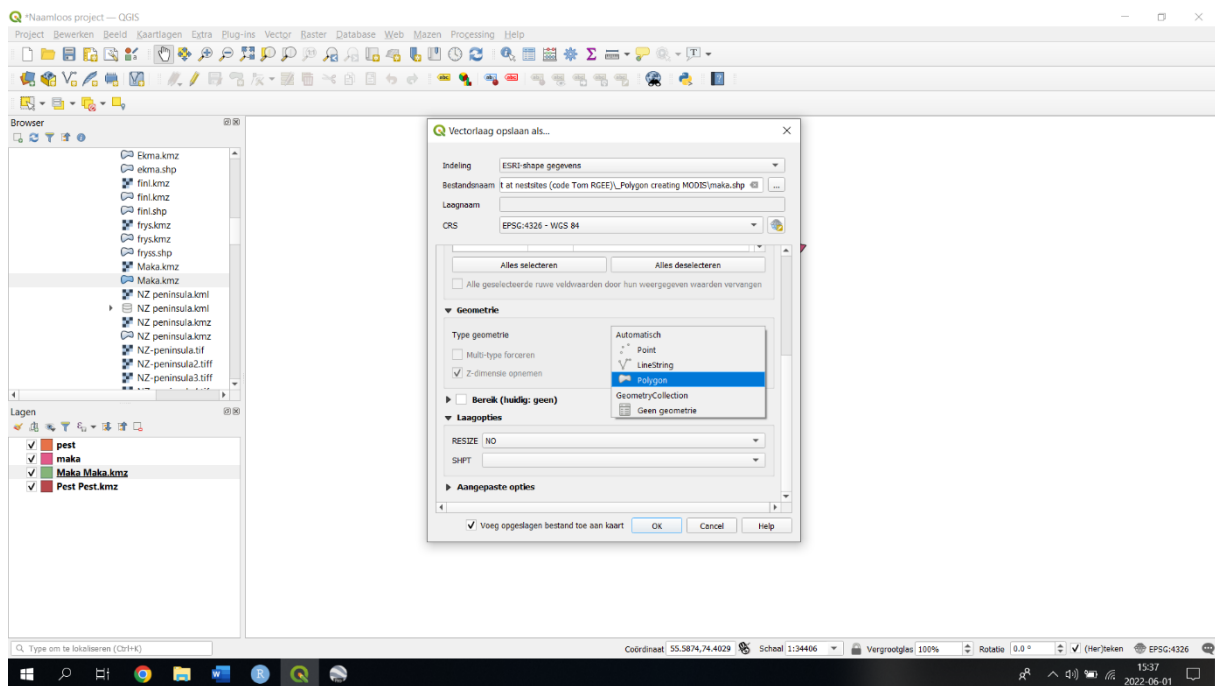 *Naamloos project — QGIS
Project Bewerken Beeld Kaartlagen Extra Plug-ins Vector Raster Database Web Mazen Processing Help
Browser
Ekma.kmz
ekma.shp
finl.kmz
finl.kmz
finl.shp
frys.kmz
frys.kmz
fryss.shp
Maka.kmz
Maka.kmz
NZ peninsula.kml
NZ peninsula.kml
NZ peninsula.kmz
NZ peninsula.kmz
NZ-peninsula.tif
NZ-peninsula2.tiff
NZ-peninsula3.tiff
Lagen
pest
maka
Maka Maka.kmz
Pest Pest.kmz
Vectorlaag opslaan als...
Indeling ESRI-shape gegevens
Bestandsnaam t at nestsites (code Tom RGEE)\_Polygon creating MODIS\maka.shp ...
Laagnaam
CRS EPSG:4326 - WGS 84
Alles selecteren Alles deselecteren
Alle geselecteerde ruwe veldwaarden door hun weergegeven waarden vervangen
Geometrie
Type geometrie Automatisch
Point
Multi-type forceren
LineString
Z-dimensie opnemen
Polygon
GeometryCollection
Bereik (huidig: geen)
Geen geometrie
Laagopties
RESIZE NO
SHPT
Aangepaste opties
Voeg opgeslagen bestand toe aan kaart OK Cancel Help
Type om te lokaliseren (Ctrl+K) Coördinaat 55.5874,74.4029 Schaal 1:34406 Vergrootglas 100% Rotatie 0.0 ° (Her)teken EPSG:4326
15:37
2022-06-01